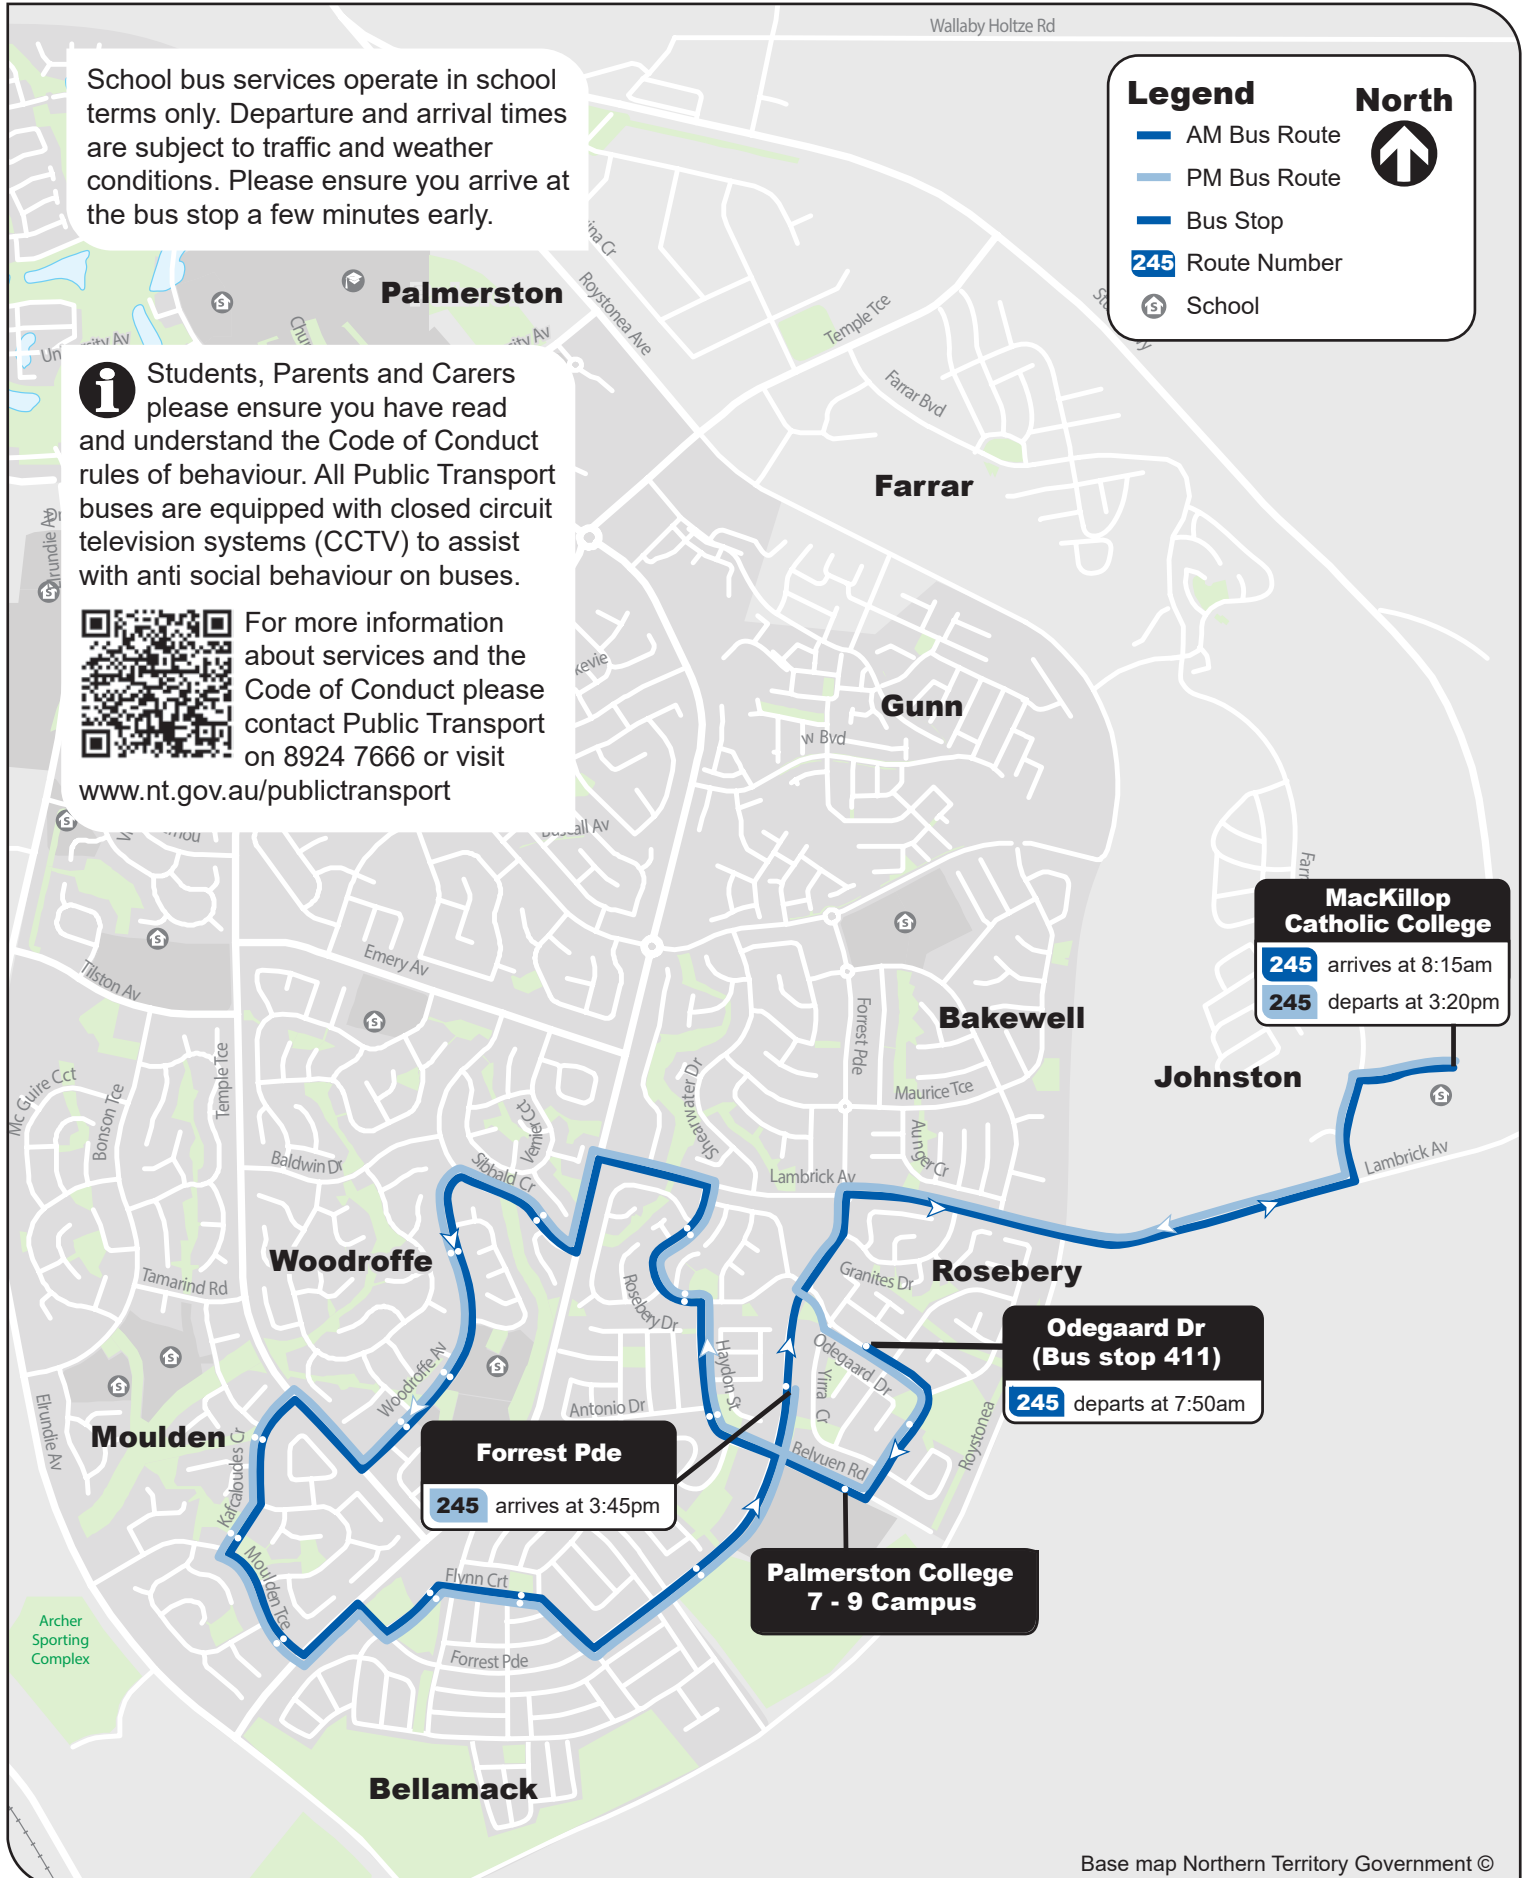 Wallaby Holtze Rd
School bus services operate in school
terms only. Departure and arrival times
are subject to traffic and weather
conditions. Please ensure you arrive at
the bus stop a few minutes early.
Legend
North
AM Bus Route
PM Bus Route
Bus Stop
245 Route Number
School
Palmerston
Roystonea Ave
Temple Tce
Farrar Bvd
Farrar
i
Students, Parents and Carers
please ensure you have read
and understand the Code of Conduct
rules of behaviour. All Public Transport
buses are equipped with closed circuit
television systems (CCTV) to assist
with anti social behaviour on buses.
For more information
about services and the
Code of Conduct please
contact Public Transport
on 8924 7666 or visit
www.nt.gov.au/publictransport
Gunn
w Bvd
MacKillop
Catholic College
245 arrives at 8:15am
245 departs at 3:20pm
Emery Av
Tilston Av
Forrest Pde
Bakewell
Johnston
Maurice Tce
Aunger Cr
Shearwater Dr
Mc Guire Cct
Bonson Tce
Temple Tce
Vernier Cct
Sibbald Cr
Baldwin Dr
Lambrick Av
Lambrick Av
Woodroffe
Tamarind Rd
Rosebery
Granites Dr
Rosebery Dr
Odegaard Dr
(Bus stop 411)
245 departs at 7:50am
Haydon St
Odegaard Dr
Yirra Cr
Roystonea
Woodroffe Av
Antonio Dr
Elrundie Av
Moulden
Kafcaloudes Cr
Forrest Pde
245 arrives at 3:45pm
Belvuen Rd
Moulden Tce
Flynn Crt
Palmerston College
7 - 9 Campus
Archer
Sporting
Complex
Forrest Pde
Bellamack
Base map Northern Territory Government ©